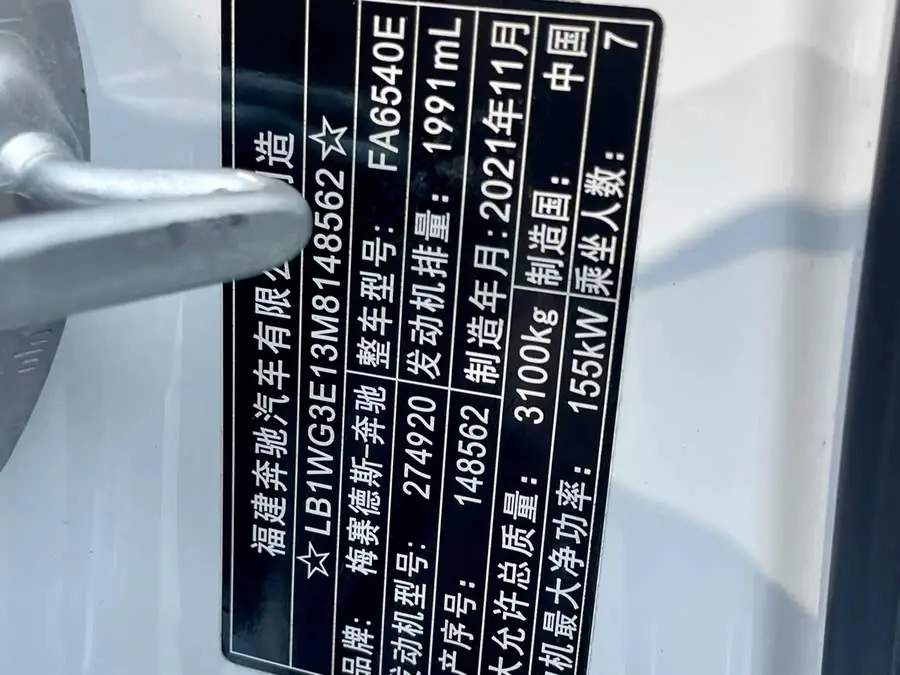 福建奔驰汽车有限公 造
☆LB1WG3E13M8148562☆
品牌: 梅赛德斯-奔驰 整车型号: FA6540E
发动机型号: 274920 发动机排量: 1991mL
产序号: 148562 制造年月: 2021年11月
大允许总质量: 3100kg 制造国: 中国
机最大净功率: 155kW 乘坐人数: 7